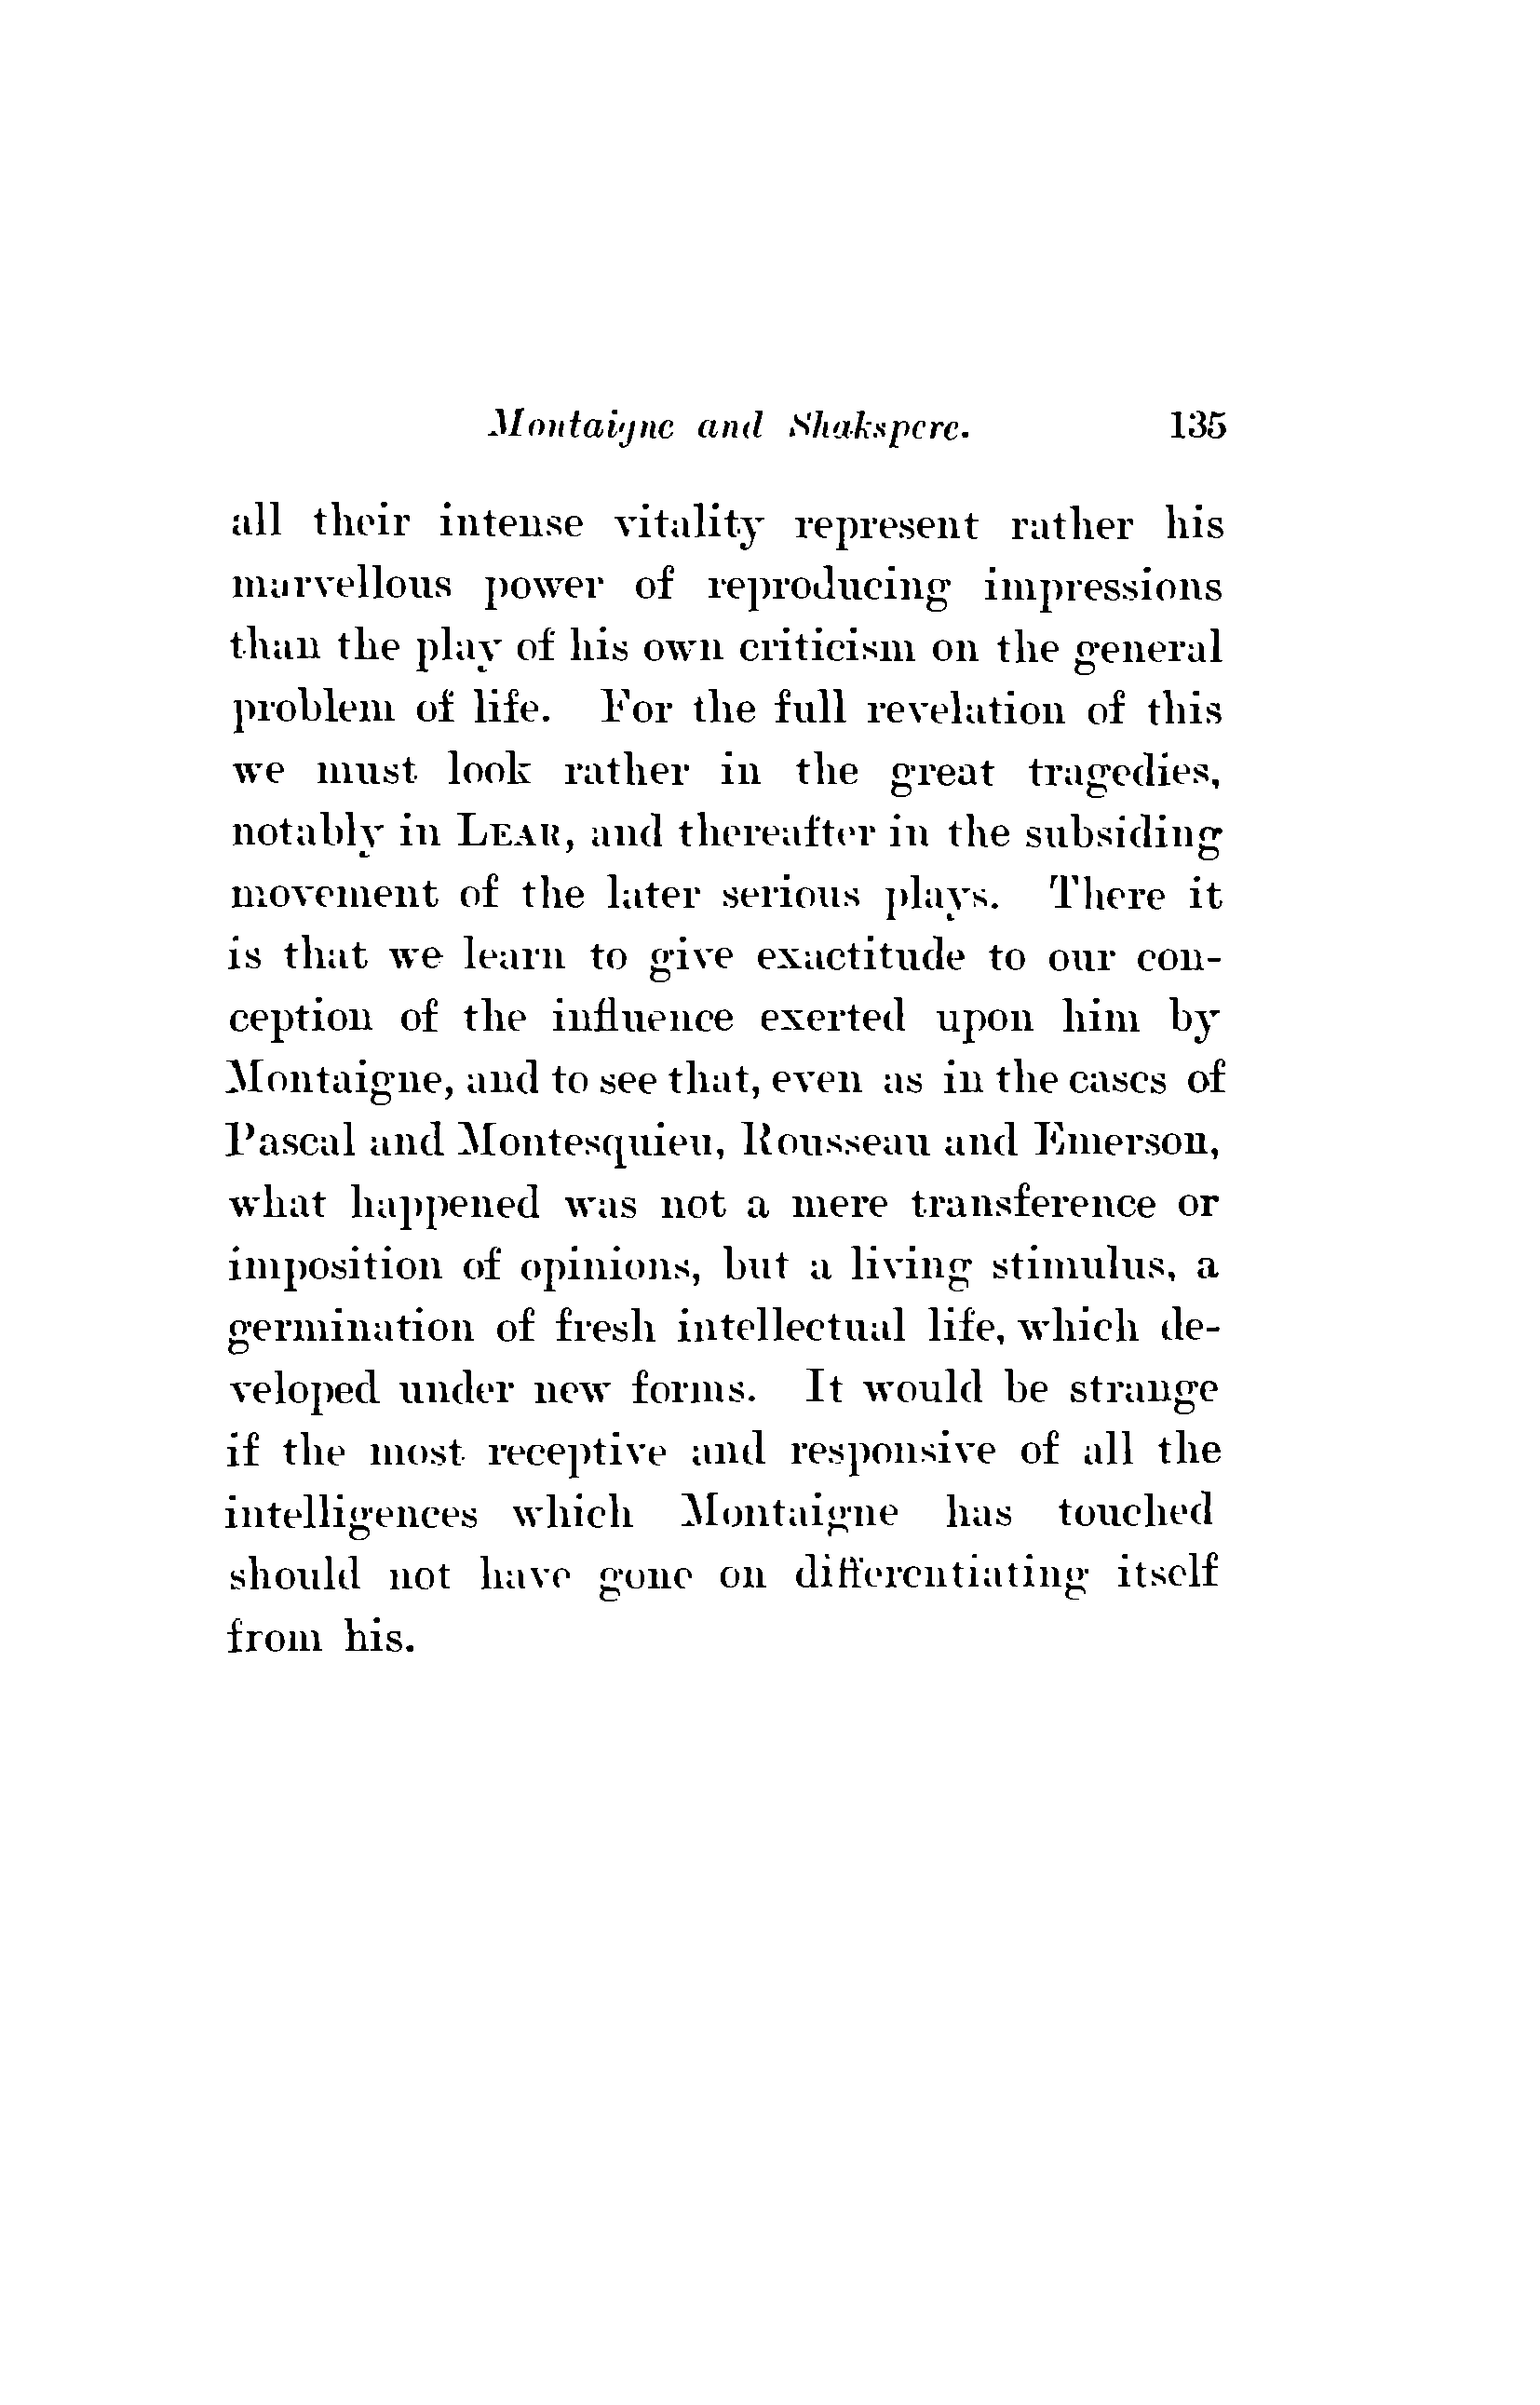 Montaigne and Shakspere. 135
all their intense vitality represent rather his
marvellous power of reproducing impressions
than the play of his own criticism on the general
problem of life. For the full revelation of this
we must look rather in the great tragedies,
notably in LEAR, and thereafter in the subsiding
movement of the later serious plays. There it
is that we learn to give exactitude to our con-
ception of the influence exerted upon him by
Montaigne, and to see that, even as in the cases of
Pascal and Montesquieu, Rousseau and Emerson,
what happened was not a mere transference or
imposition of opinions, but a living stimulus, a
germination of fresh intellectual life, which de-
veloped under new forms. It would be strange
if the most receptive and responsive of all the
intelligences which Montaigne has touched
should not have gone on differentiating itself
from his.